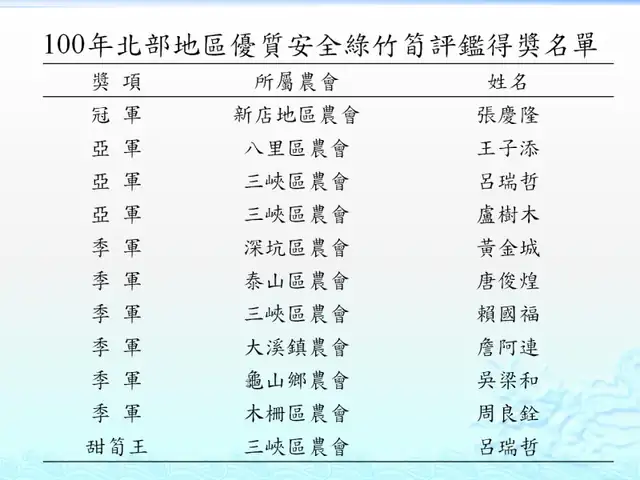 100年北部地區優質安全綠竹筍評鑑得獎名單
獎 項 所屬農會 姓名
冠 軍 新店地區農會 張慶隆
亞 軍 八里區農會 王子添
亞 軍 三峽區農會 呂瑞哲
亞 軍 三峽區農會 盧樹木
季 軍 深坑區農會 黃金城
季 軍 泰山區農會 唐俊煌
季 軍 三峽區農會 賴國福
季 軍 大溪鎮農會 詹阿連
季 軍 龜山鄉農會 吳梁和
季 軍 木柵區農會 周良銓
甜筍王 三峽區農會 呂瑞哲